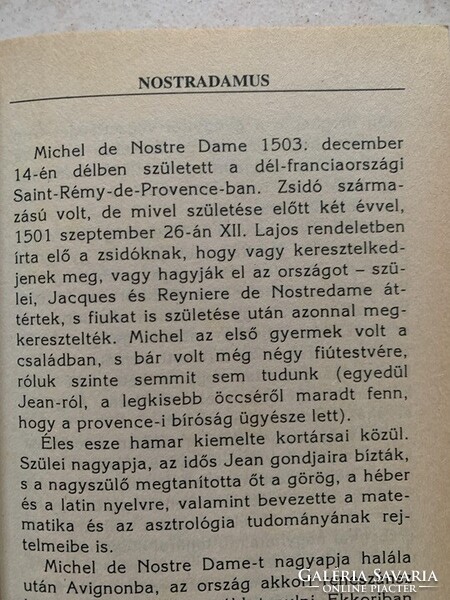 NOSTRADAMUS
Michel de Nostre Dame 1503. december
14-én délben született a dél-franciaországi
Saint-Rémy-de-Provence-ban. Zsidó szárma-
zású volt, de mivel születése előtt két évvel,
1501 szeptember 26-án XII. Lajos rendeletben
írta elő a zsidóknak, hogy vagy keresztelked-
jenek meg, vagy hagyják el az országot – szü-
lei, Jacques és Reyniere de Nostredame át-
tértek, s fiukat is születése után azonnal meg-
keresztelték. Michel az első gyermek volt a
családban, s bár volt még négy fiútestvére,
róluk szinte semmit sem tudunk (egyedül
Jean-ról, a legkisebb öccséről maradt fenn,
hogy a provence-i bíróság ügyésze lett).
Éles esze hamar kiemelte kortársai közül.
Szülei nagyapja, az idős Jean gondjaira bízták,
s a nagyszülő megtanította őt a görög, a héber
és a latin nyelvre, valamint bevezette a mate-
matika és az asztrológia tudományának rej-
telmeibe is.
Michel de Nostre Dame-t nagyapja halála
után Avignonba, az ország akkori
GALERIA SAVARIA
ONLINE PIACTÉR